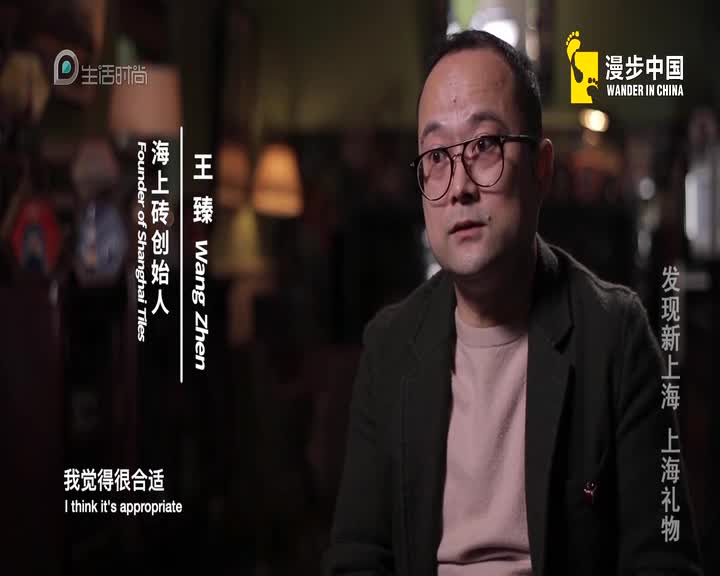 生活时尚
漫步中国
WANDER IN CHINA
王臻 Wang Zhen
海上砖创始人
Founder of Shanghai Tiles
发现新上海 上海礼物
我觉得很合适
I think it's appropriate